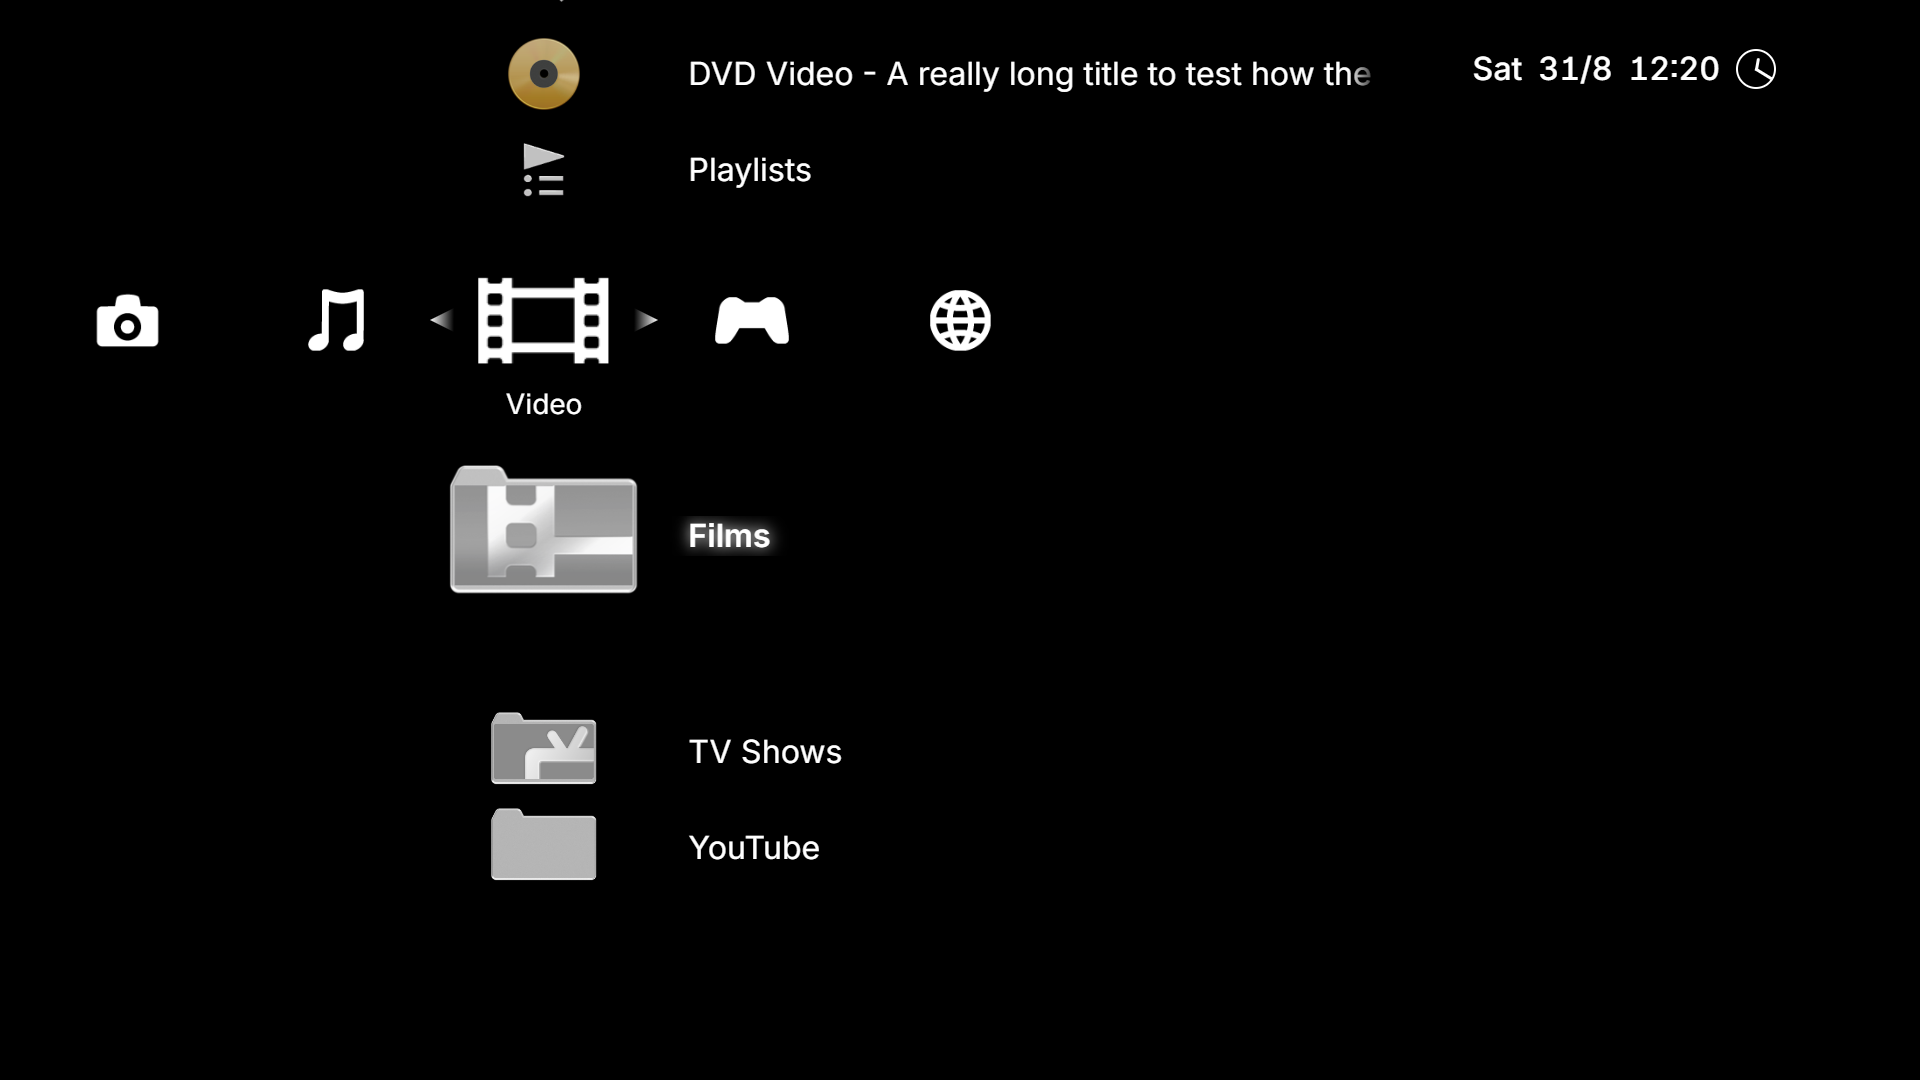 DVD Video - A really long title to test how the
Sat 31/8 12:20
Playlists
Video
Films
TV Shows
YouTube